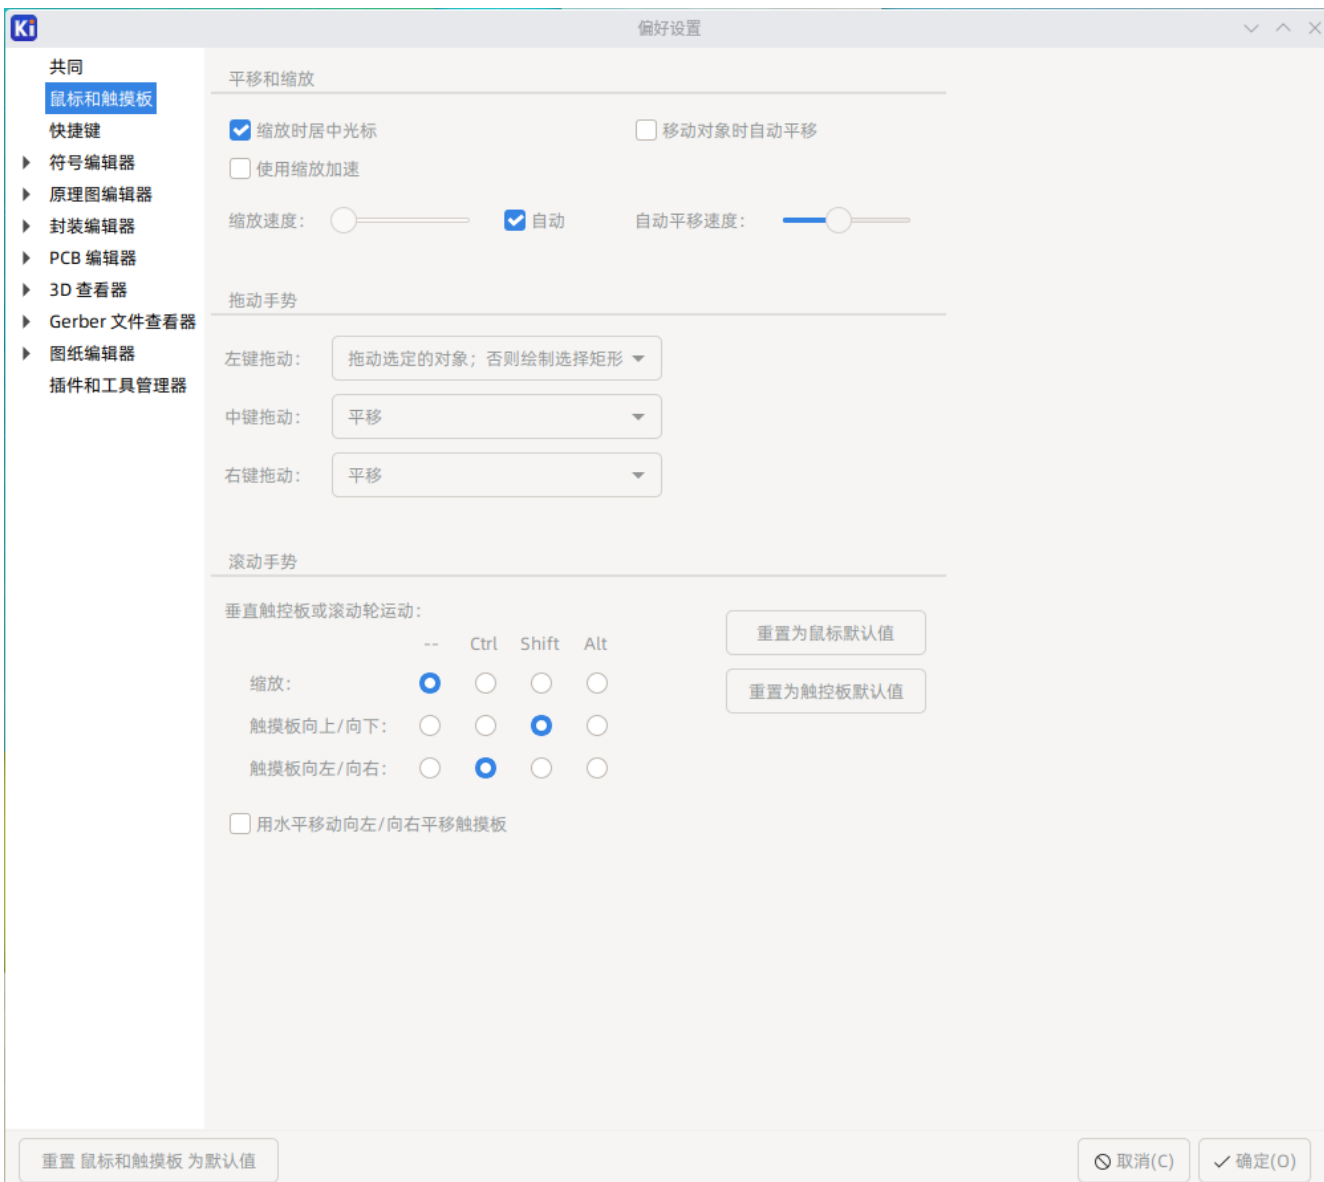 Ki 偏好设置
共同
鼠标和触摸板
快捷键
符号编辑器
原理图编辑器
封装编辑器
PCB 编辑器
3D 查看器
Gerber 文件查看器
图纸编辑器
插件和工具管理器
平移和缩放
缩放时居中光标 移动对象时自动平移
使用缩放加速
缩放速度： 自动 自动平移速度：
拖动手势
左键拖动： 拖动选定的对象；否则绘制选择矩形
中键拖动： 平移
右键拖动： 平移
滚动手势
垂直触控板或滚动轮运动：
-- Ctrl Shift Alt
缩放：
触摸板向上/向下：
触摸板向左/向右：
用水平移动向左/向右平移触摸板
重置为鼠标默认值
重置为触控板默认值
重置 鼠标和触摸板 为默认值 取消(C) 确定(O)